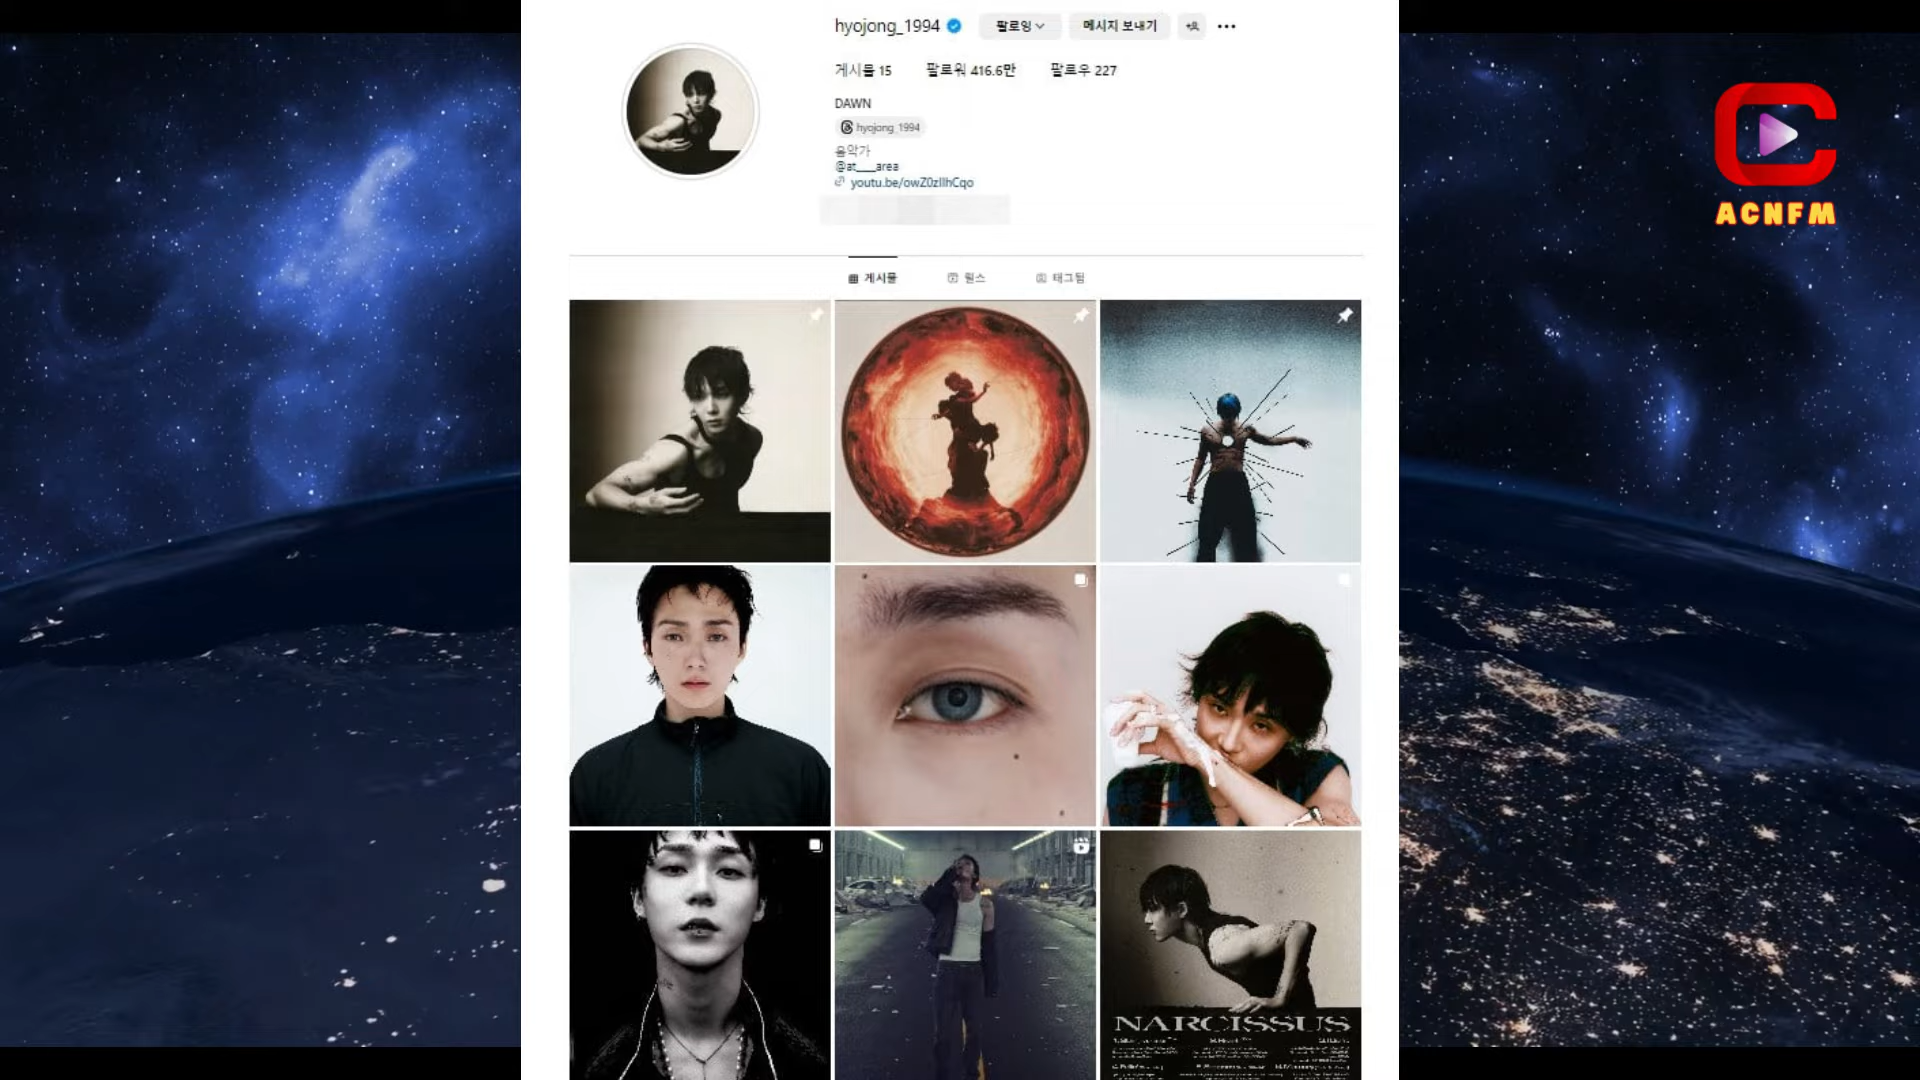 hyojong_1994 팔로잉 메시지 보내기
게시물 15 팔로워 416.6만 팔로우 227
DAWN
hyojong_1994
음악가
@at___area
youtu.be/owZ0zIlhCqo
ACNFM
게시물 릴스 태그됨
NARCISSUS